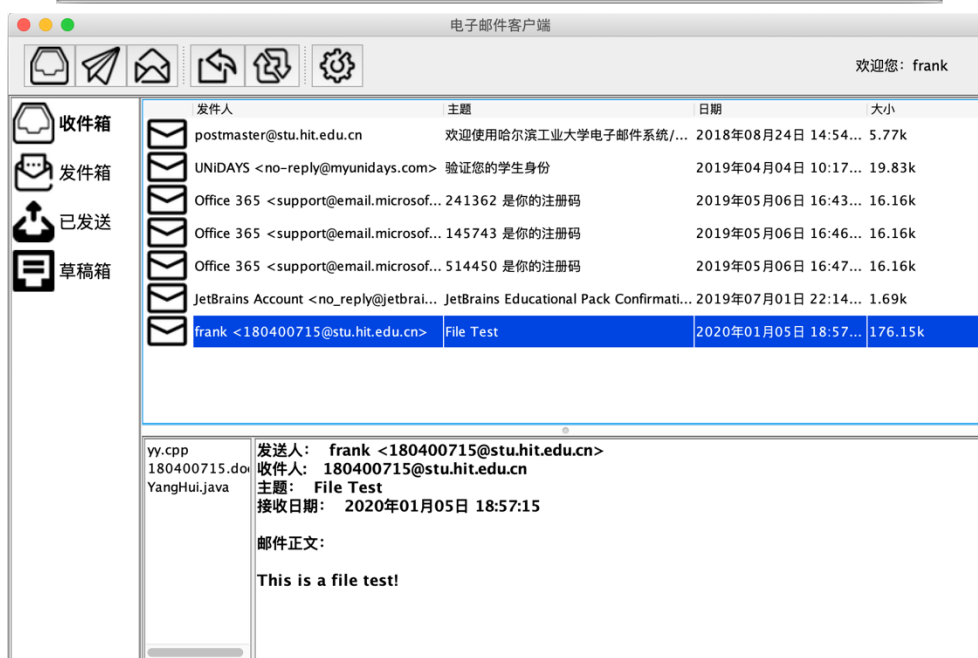 电子邮件客户端
欢迎您：frank
收件箱
发件箱
已发送
草稿箱
发件人 主题 日期 大小
postmaster@stu.hit.edu.cn 欢迎使用哈尔滨工业大学电子邮件系统/... 2018年08月24日 14:54... 5.77k
UNiDAYS <no-reply@myunidays.com> 验证您的学生身份 2019年04月04日 10:17... 19.83k
Office 365 <support@email.microsof... 241362 是你的注册码 2019年05月06日 16:43... 16.16k
Office 365 <support@email.microsof... 145743 是你的注册码 2019年05月06日 16:46... 16.16k
Office 365 <support@email.microsof... 514450 是你的注册码 2019年05月06日 16:47... 16.16k
JetBrains Account <no_reply@jetbrai... JetBrains Educational Pack Confirmati... 2019年07月01日 22:14... 1.69k
frank <180400715@stu.hit.edu.cn> File Test 2020年01月05日 18:57... 176.15k
yy.cpp
180400715.do
YangHui.java
发送人： frank <180400715@stu.hit.edu.cn>
收件人： 180400715@stu.hit.edu.cn
主题： File Test
接收日期： 2020年01月05日 18:57:15
邮件正文：
This is a file test!